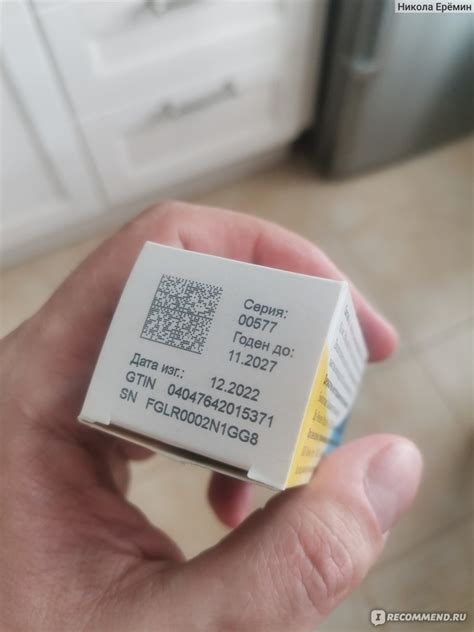 Никола Ерёмин
Серия:
00577
Годен до:
11.2027
Дата изг.: 12.2022
GTIN 04047642015371
SN FGLR0002N1GG8
I RECOMMEND.RU